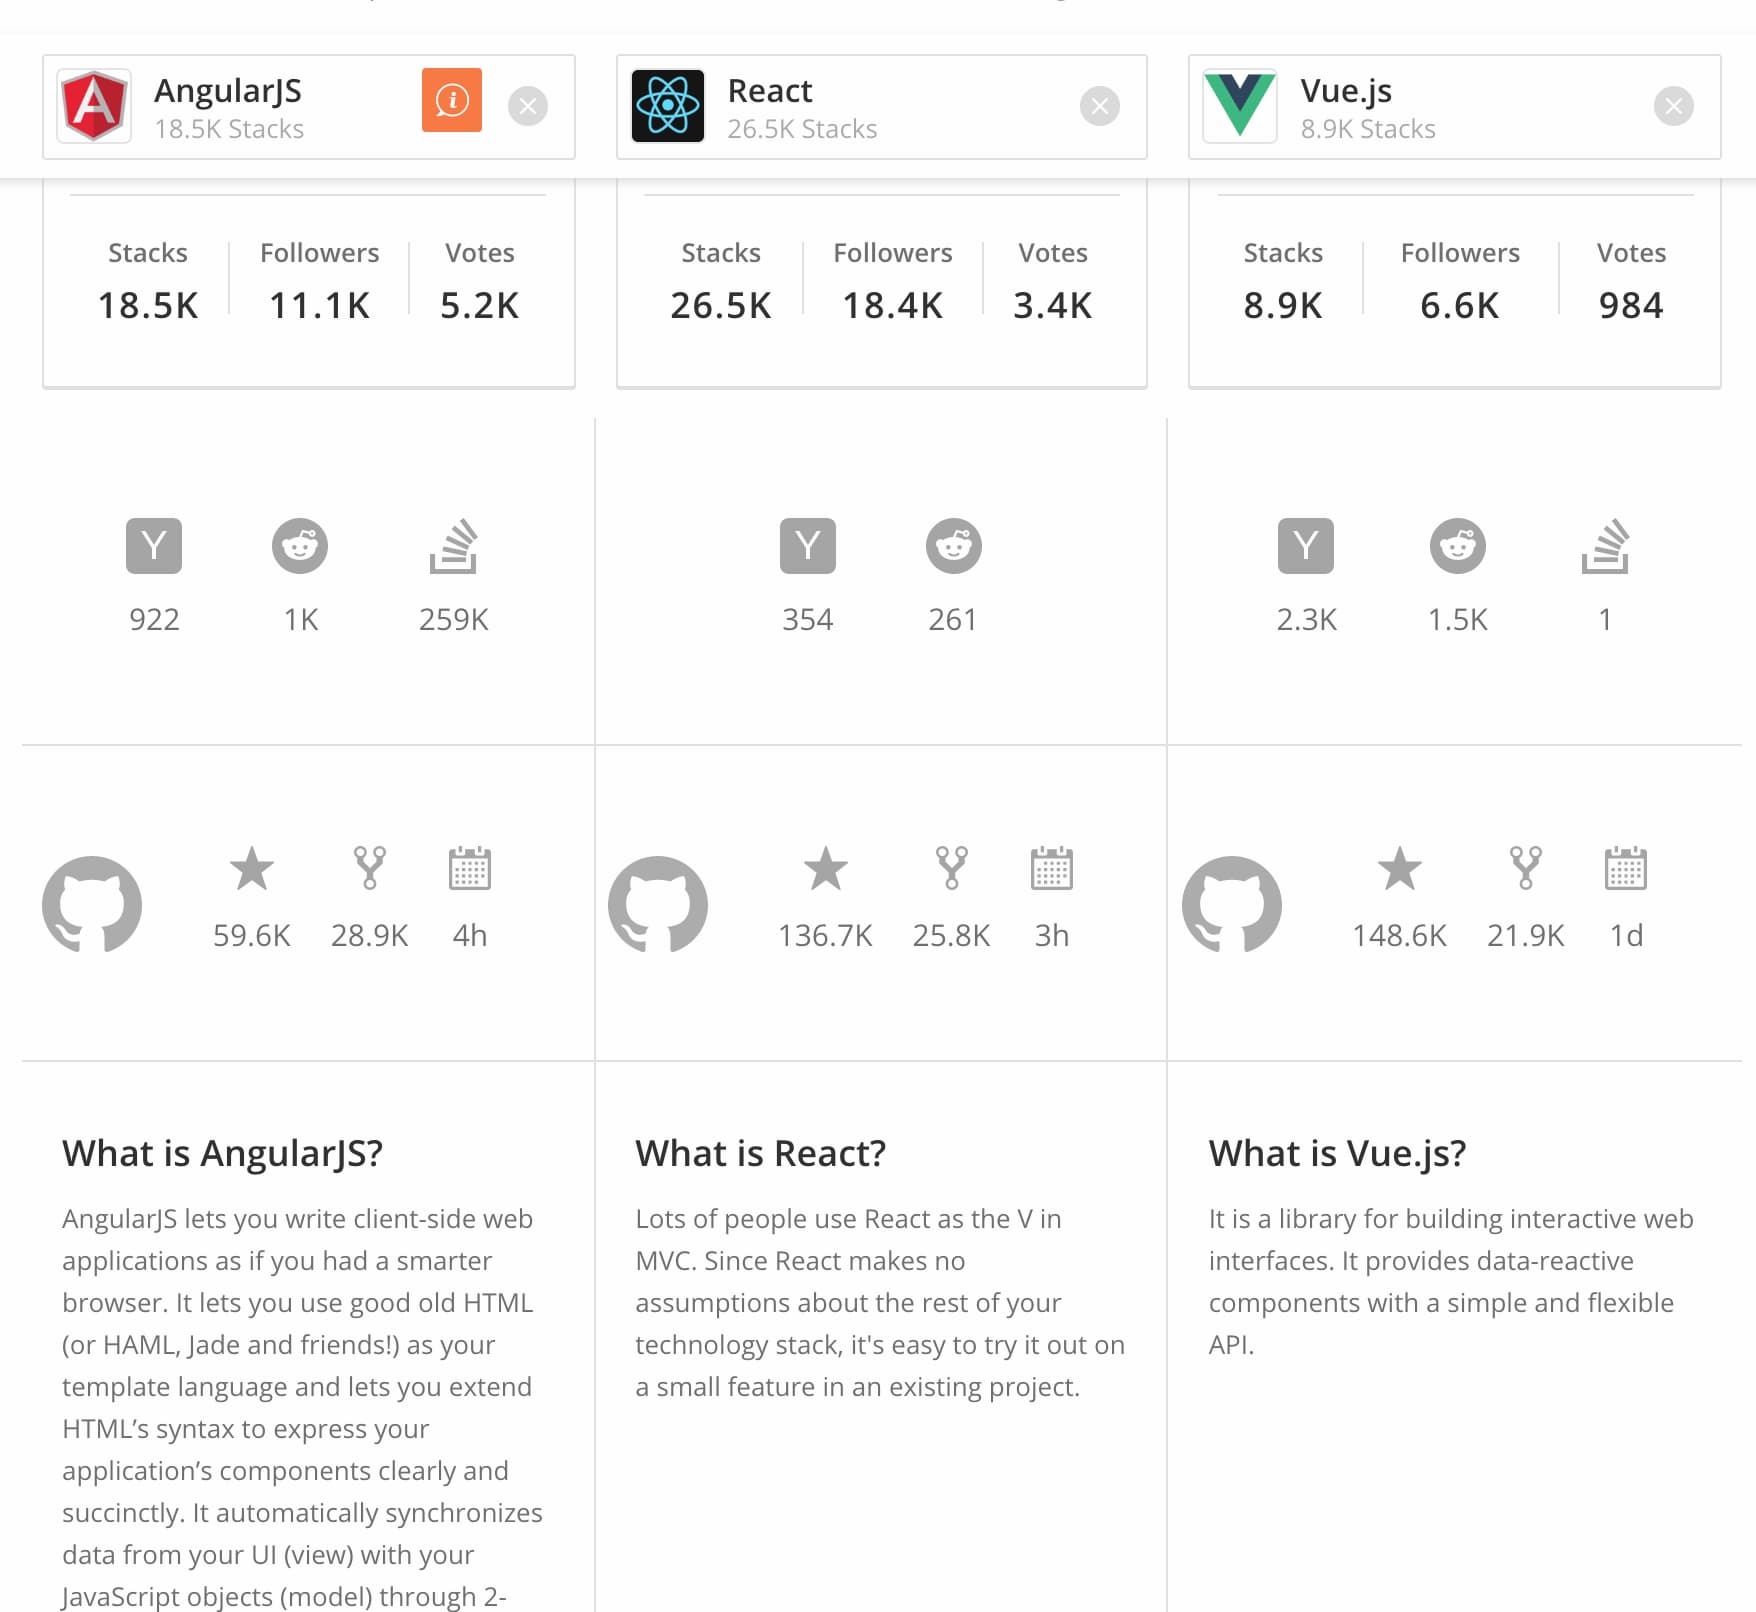 AngularJS
18.5K Stacks
React
26.5K Stacks
Vue.js
8.9K Stacks
Stacks Followers Votes
18.5K 11.1K 5.2K
Stacks Followers Votes
26.5K 18.4K 3.4K
Stacks Followers Votes
8.9K 6.6K 984
922 1K 259K
354 261
2.3K 1.5K 1
59.6K 28.9K 4h
136.7K 25.8K 3h
148.6K 21.9K 1d
What is AngularJS?
AngularJS lets you write client-side web
applications as if you had a smarter
browser. It lets you use good old HTML
(or HAML, Jade and friends!) as your
template language and lets you extend
HTML’s syntax to express your
application’s components clearly and
succinctly. It automatically synchronizes
data from your UI (view) with your
JavaScript objects (model) through 2-
What is React?
Lots of people use React as the V in
MVC. Since React makes no
assumptions about the rest of your
technology stack, it's easy to try it out on
a small feature in an existing project.
What is Vue.js?
It is a library for building interactive web
interfaces. It provides data-reactive
components with a simple and flexible
API.